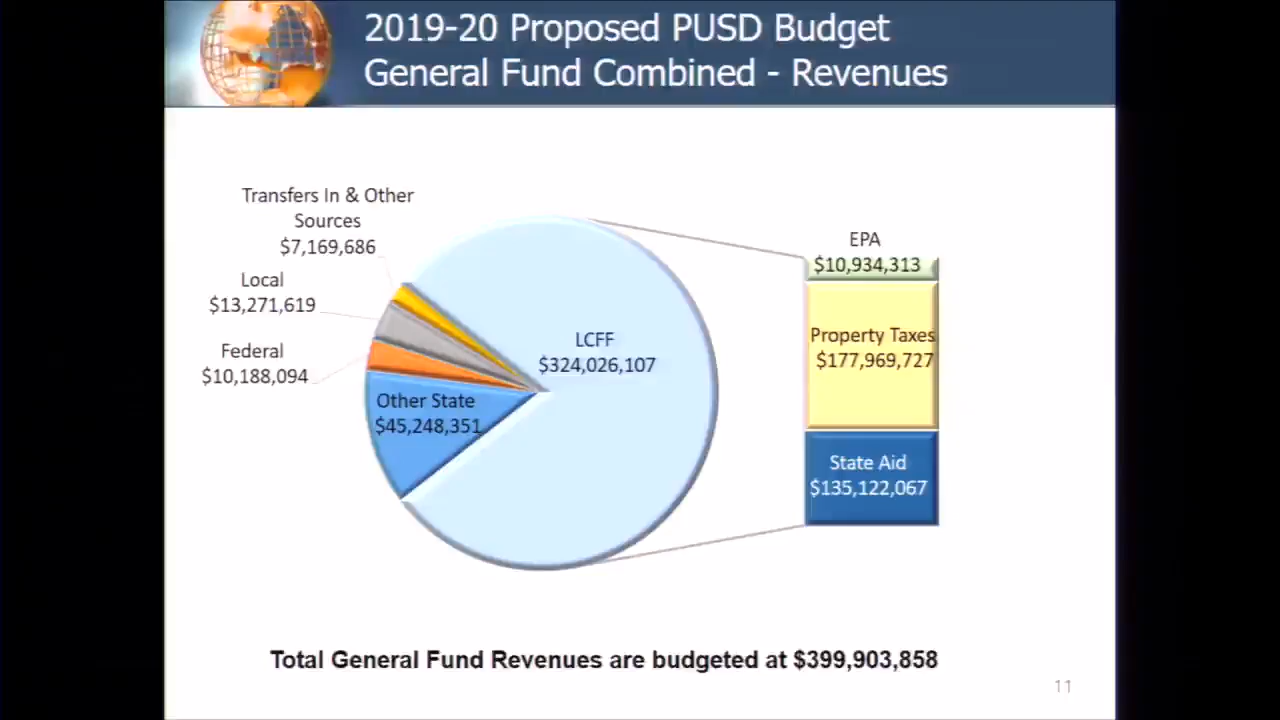 2019-20 Proposed PUSD Budget
General Fund Combined - Revenues
Transfers In & Other
Sources
$7,169,686
Local
$13,271,619
Federal
$10,188,094
Other State
$45,248,351
LCFF
$324,026,107
EPA
$10,934,313
Property Taxes
$177,969,727
State Aid
$135,122,067
Total General Fund Revenues are budgeted at $399,903,858
11